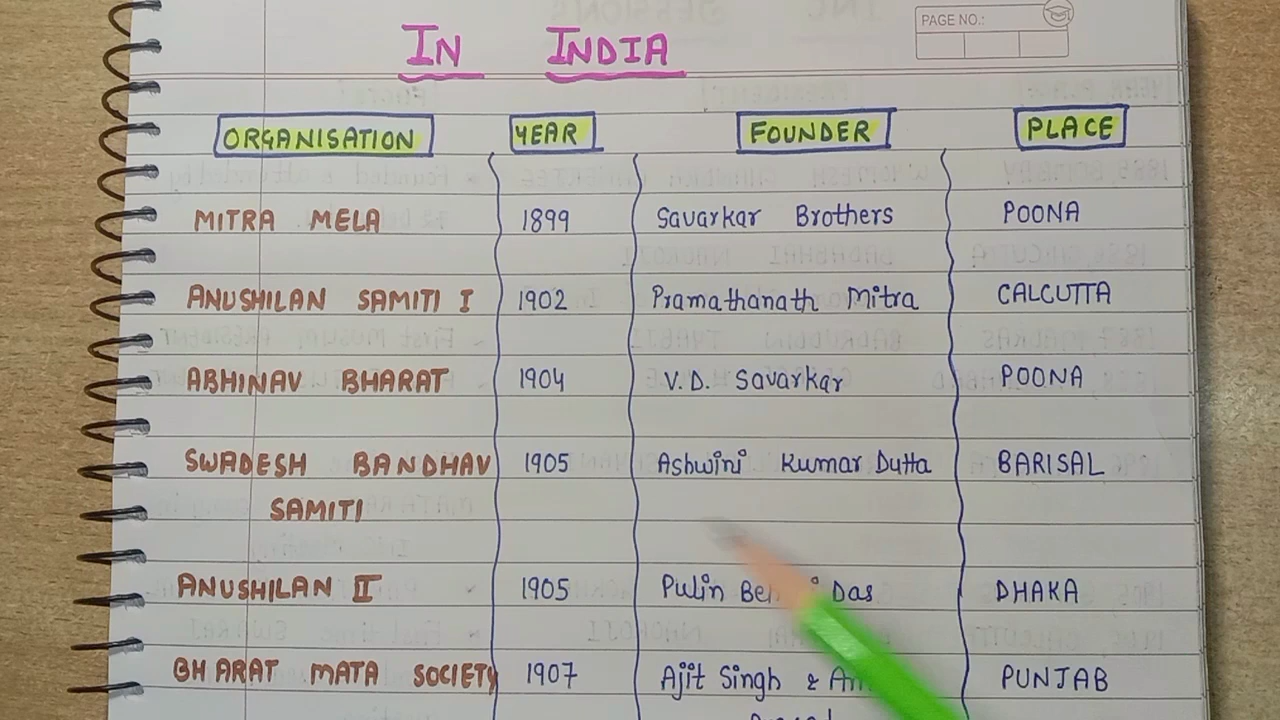 PAGE NO.:
IN INDIA
ORGANISATION YEAR FOUNDER PLACE
MITRA MELA 1899 Savarkar Brothers POONA
ANUSHILAN SAMITI I 1902 Pramathanath Mitra CALCUTTA
ABHINAV BHARAT 1904 V.D. Savarkar POONA
SWADESH BANDHAV 1905 Ashwini Kumar Dutta BARISAL
SAMITI
ANUSHILAN II 1905 Pulin Das DHAKA
BHARAT MATA SOCIETY 1907 Ajit Singh & PUNJAB